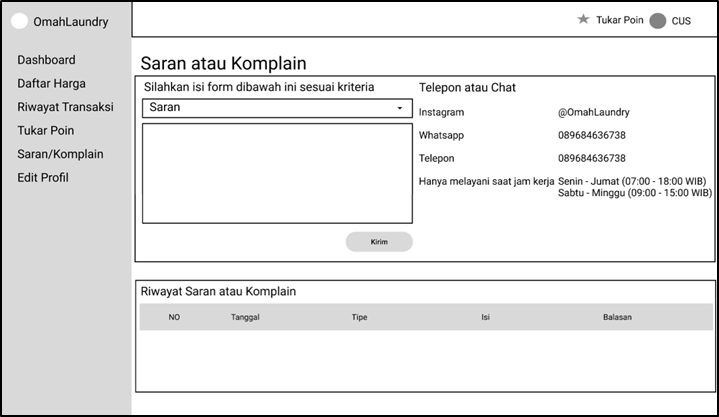 OmahLaundry
Tukar Poin
CUS
Dashboard
Daftar Harga
Riwayat Transaksi
Tukar Poin
Saran/Komplain
Edit Profil
Saran atau Komplain
Silahkan isi form dibawah ini sesuai kriteria
Saran
Kirim
Telepon atau Chat
Instagram @OmahLaundry
Whatsapp 089684636738
Telepon 089684636738
Hanya melayani saat jam kerja Senin - Jumat (07:00 - 18:00 WIB)
Sabtu - Minggu (09:00 - 15:00 WIB)
Riwayat Saran atau Komplain
NO Tanggal Tipe Isi Balasan